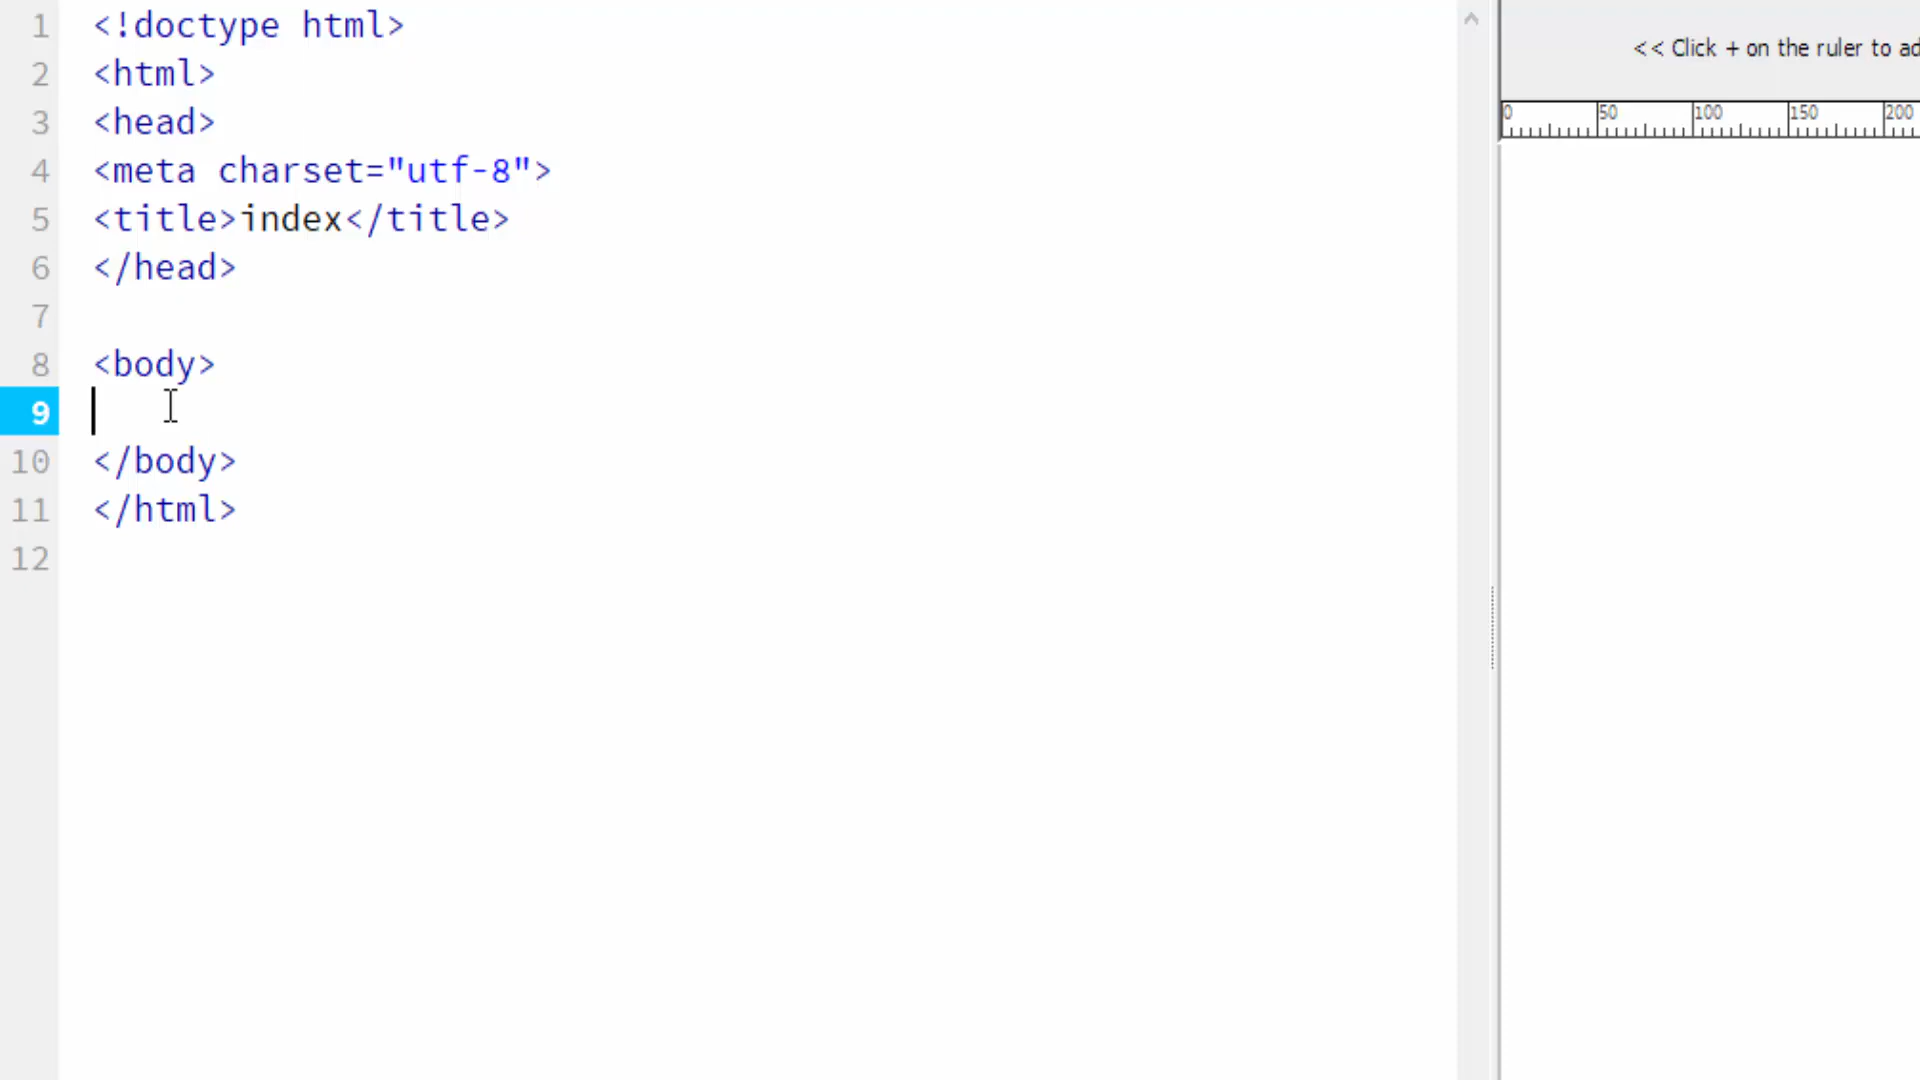 1 <!doctype html>
2 <html>
3 <head>
4 <meta charset="utf-8">
5 <title>index</title>
6 </head>
7
8 <body>
9
10 </body>
11 </html>
12
<< Click + on the ruler to
0 50 100 150 200